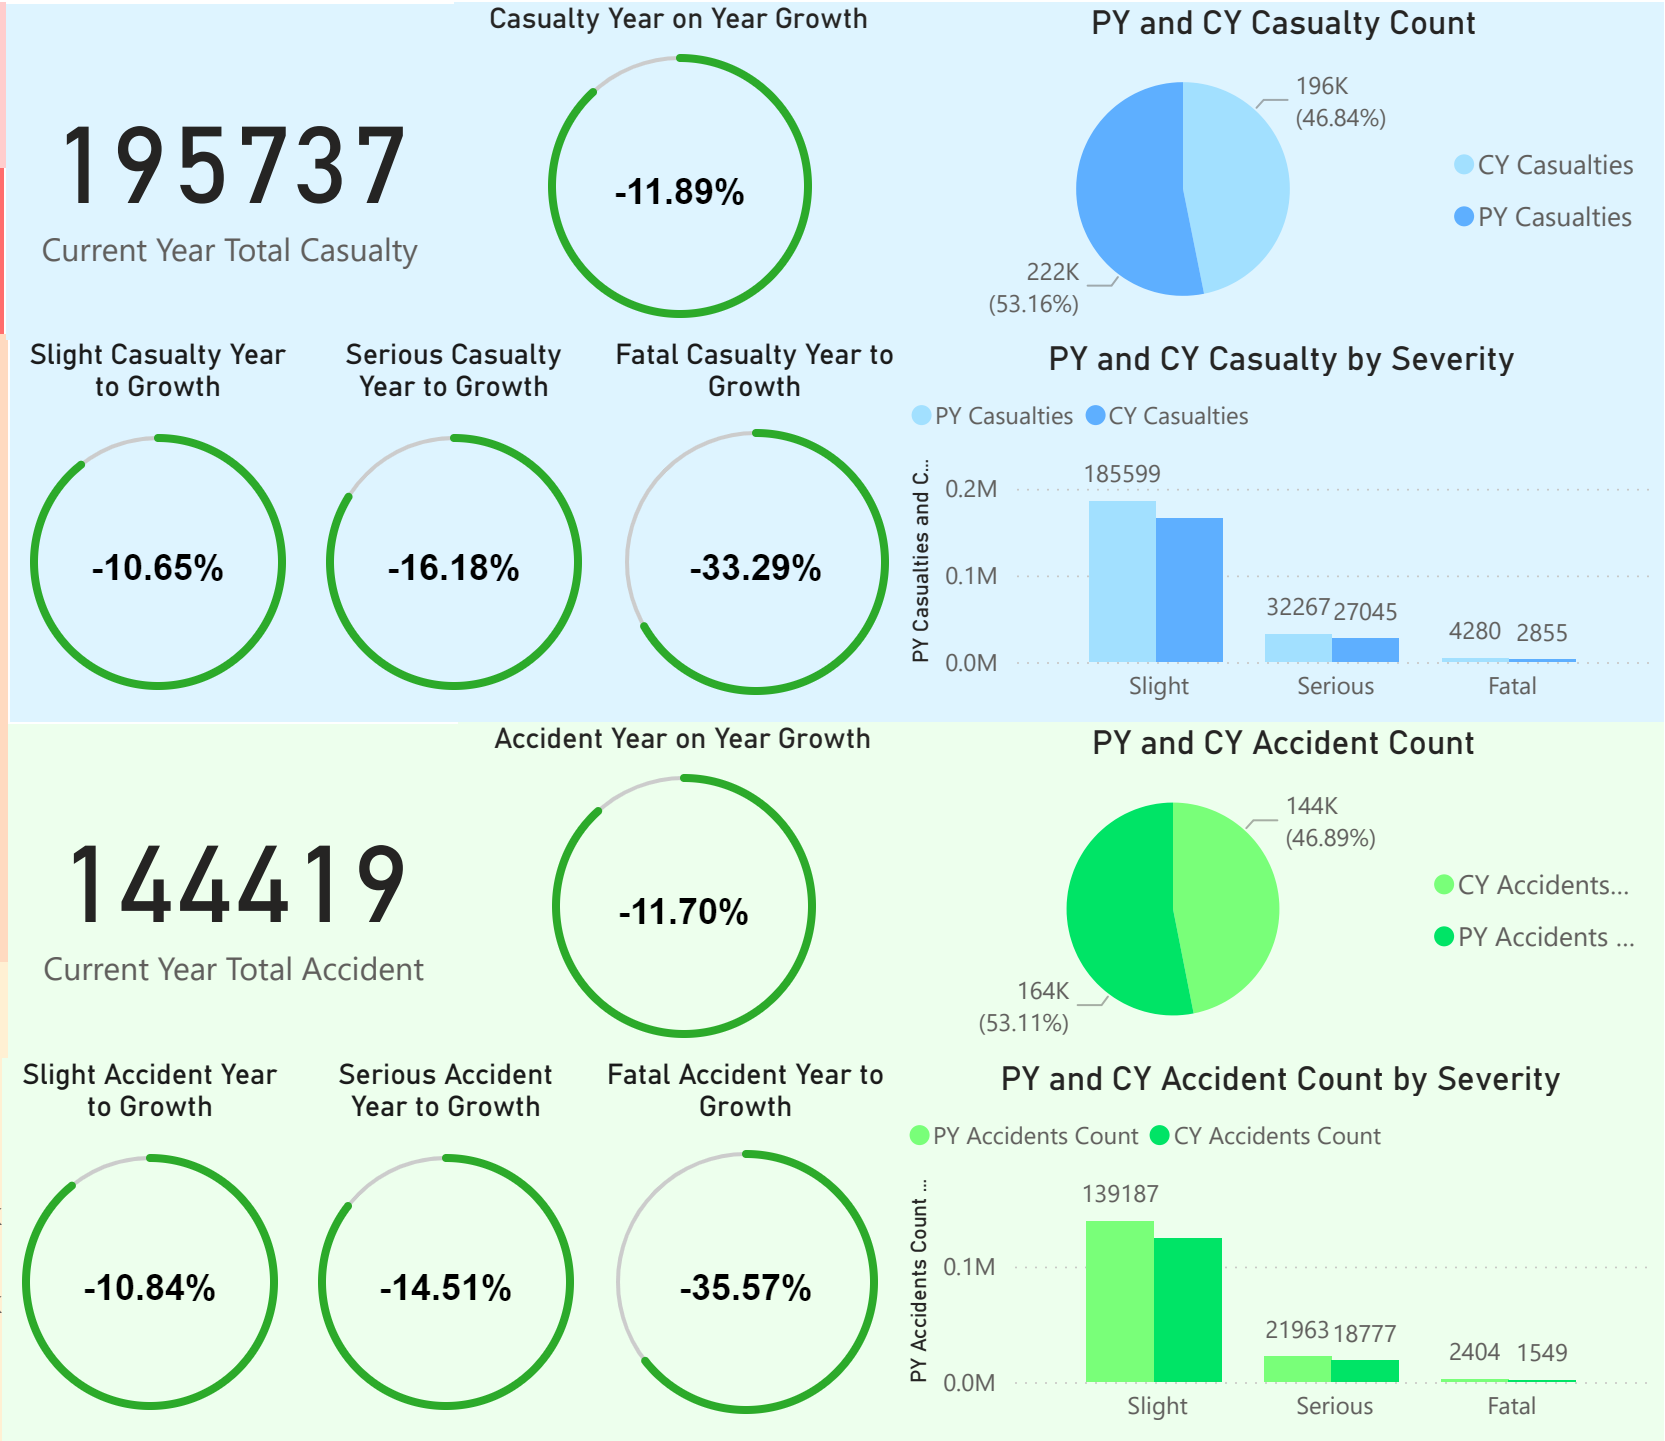 Casualty Year on Year Growth
-11.89%
195737
Current Year Total Casualty
PY and CY Casualty Count
196K
(46.84%)
222K
(53.16%)
CY Casualties
PY Casualties
Slight Casualty Year
to Growth
-10.65%
Serious Casualty
Year to Growth
-16.18%
Fatal Casualty Year to
Growth
-33.29%
PY and CY Casualty by Severity
PY Casualties CY Casualties
PY Casualties and C...
0.2M
0.1M
0.0M
185599
32267 27045
4280 2855
Slight Serious Fatal
Accident Year on Year Growth
-11.70%
144419
Current Year Total Accident
PY and CY Accident Count
144K
(46.89%)
164K
(53.11%)
CY Accidents...
PY Accidents ...
Slight Accident Year
to Growth
-10.84%
Serious Accident
Year to Growth
-14.51%
Fatal Accident Year to
Growth
-35.57%
PY and CY Accident Count by Severity
PY Accidents Count CY Accidents Count
PY Accidents Count ...
0.1M
0.0M
139187
21963 18777
2404 1549
Slight Serious Fatal